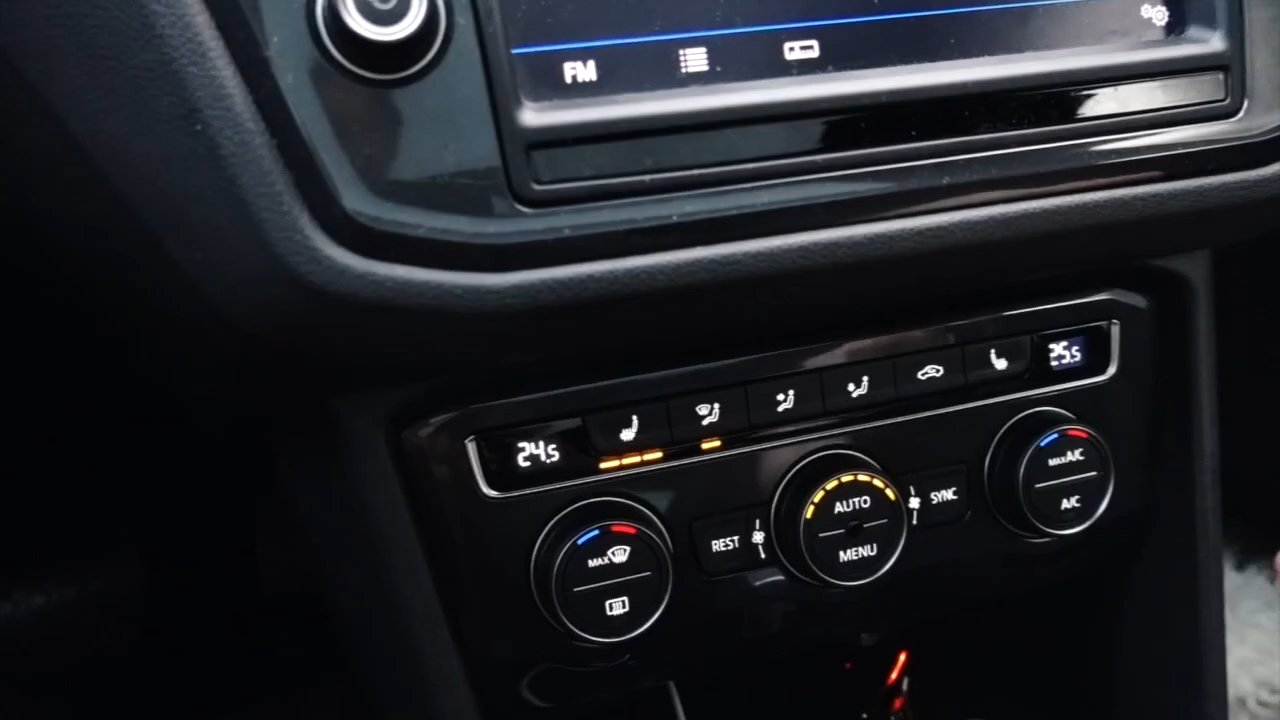 FM
24.5
25.5
REST
AUTO
MENU
SYNC
MAX A/C
A/C
MAX